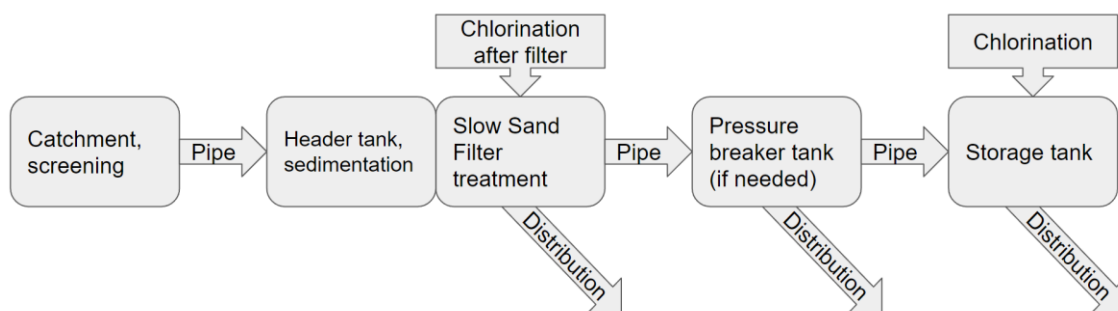 Chlorination
after filter
Chlorination
Catchment,
screening
Pipe
Header tank,
sedimentation
Slow Sand
Filter
treatment
Pipe
Pressure
breaker tank
(if needed)
Pipe
Storage tank
Distribution
Distribution
Distribution